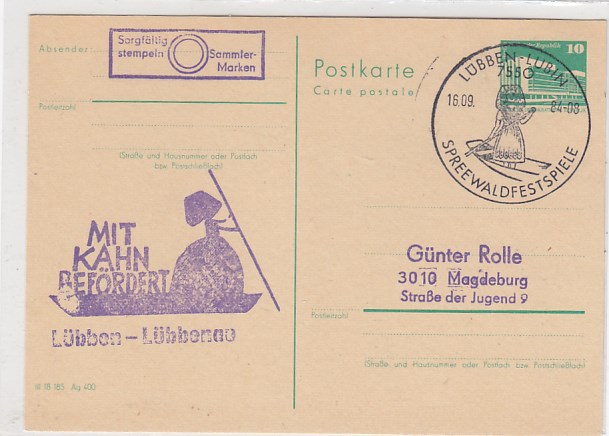 Absender:
Sorgfältig
stempeln
Sammler-
Marken
Postleitzahl
(Straße und Hausnummer oder Postfach
bzw. Postschließfach)
MIT
KAHN
BEFÖRDERT
Lübben - Lübbenau
III 18 185 Ag 400
Postkarte
Carte postale
10
LÜBBEN-LUBIN
7550
16.09.
84-08
SPREEWALDFESTSPIELE
Günter Rolle
3010 Magdeburg
Straße der Jugend 9
Postleitzahl
(Straße und Hausnummer oder Postfach bzw. Postschließfach)